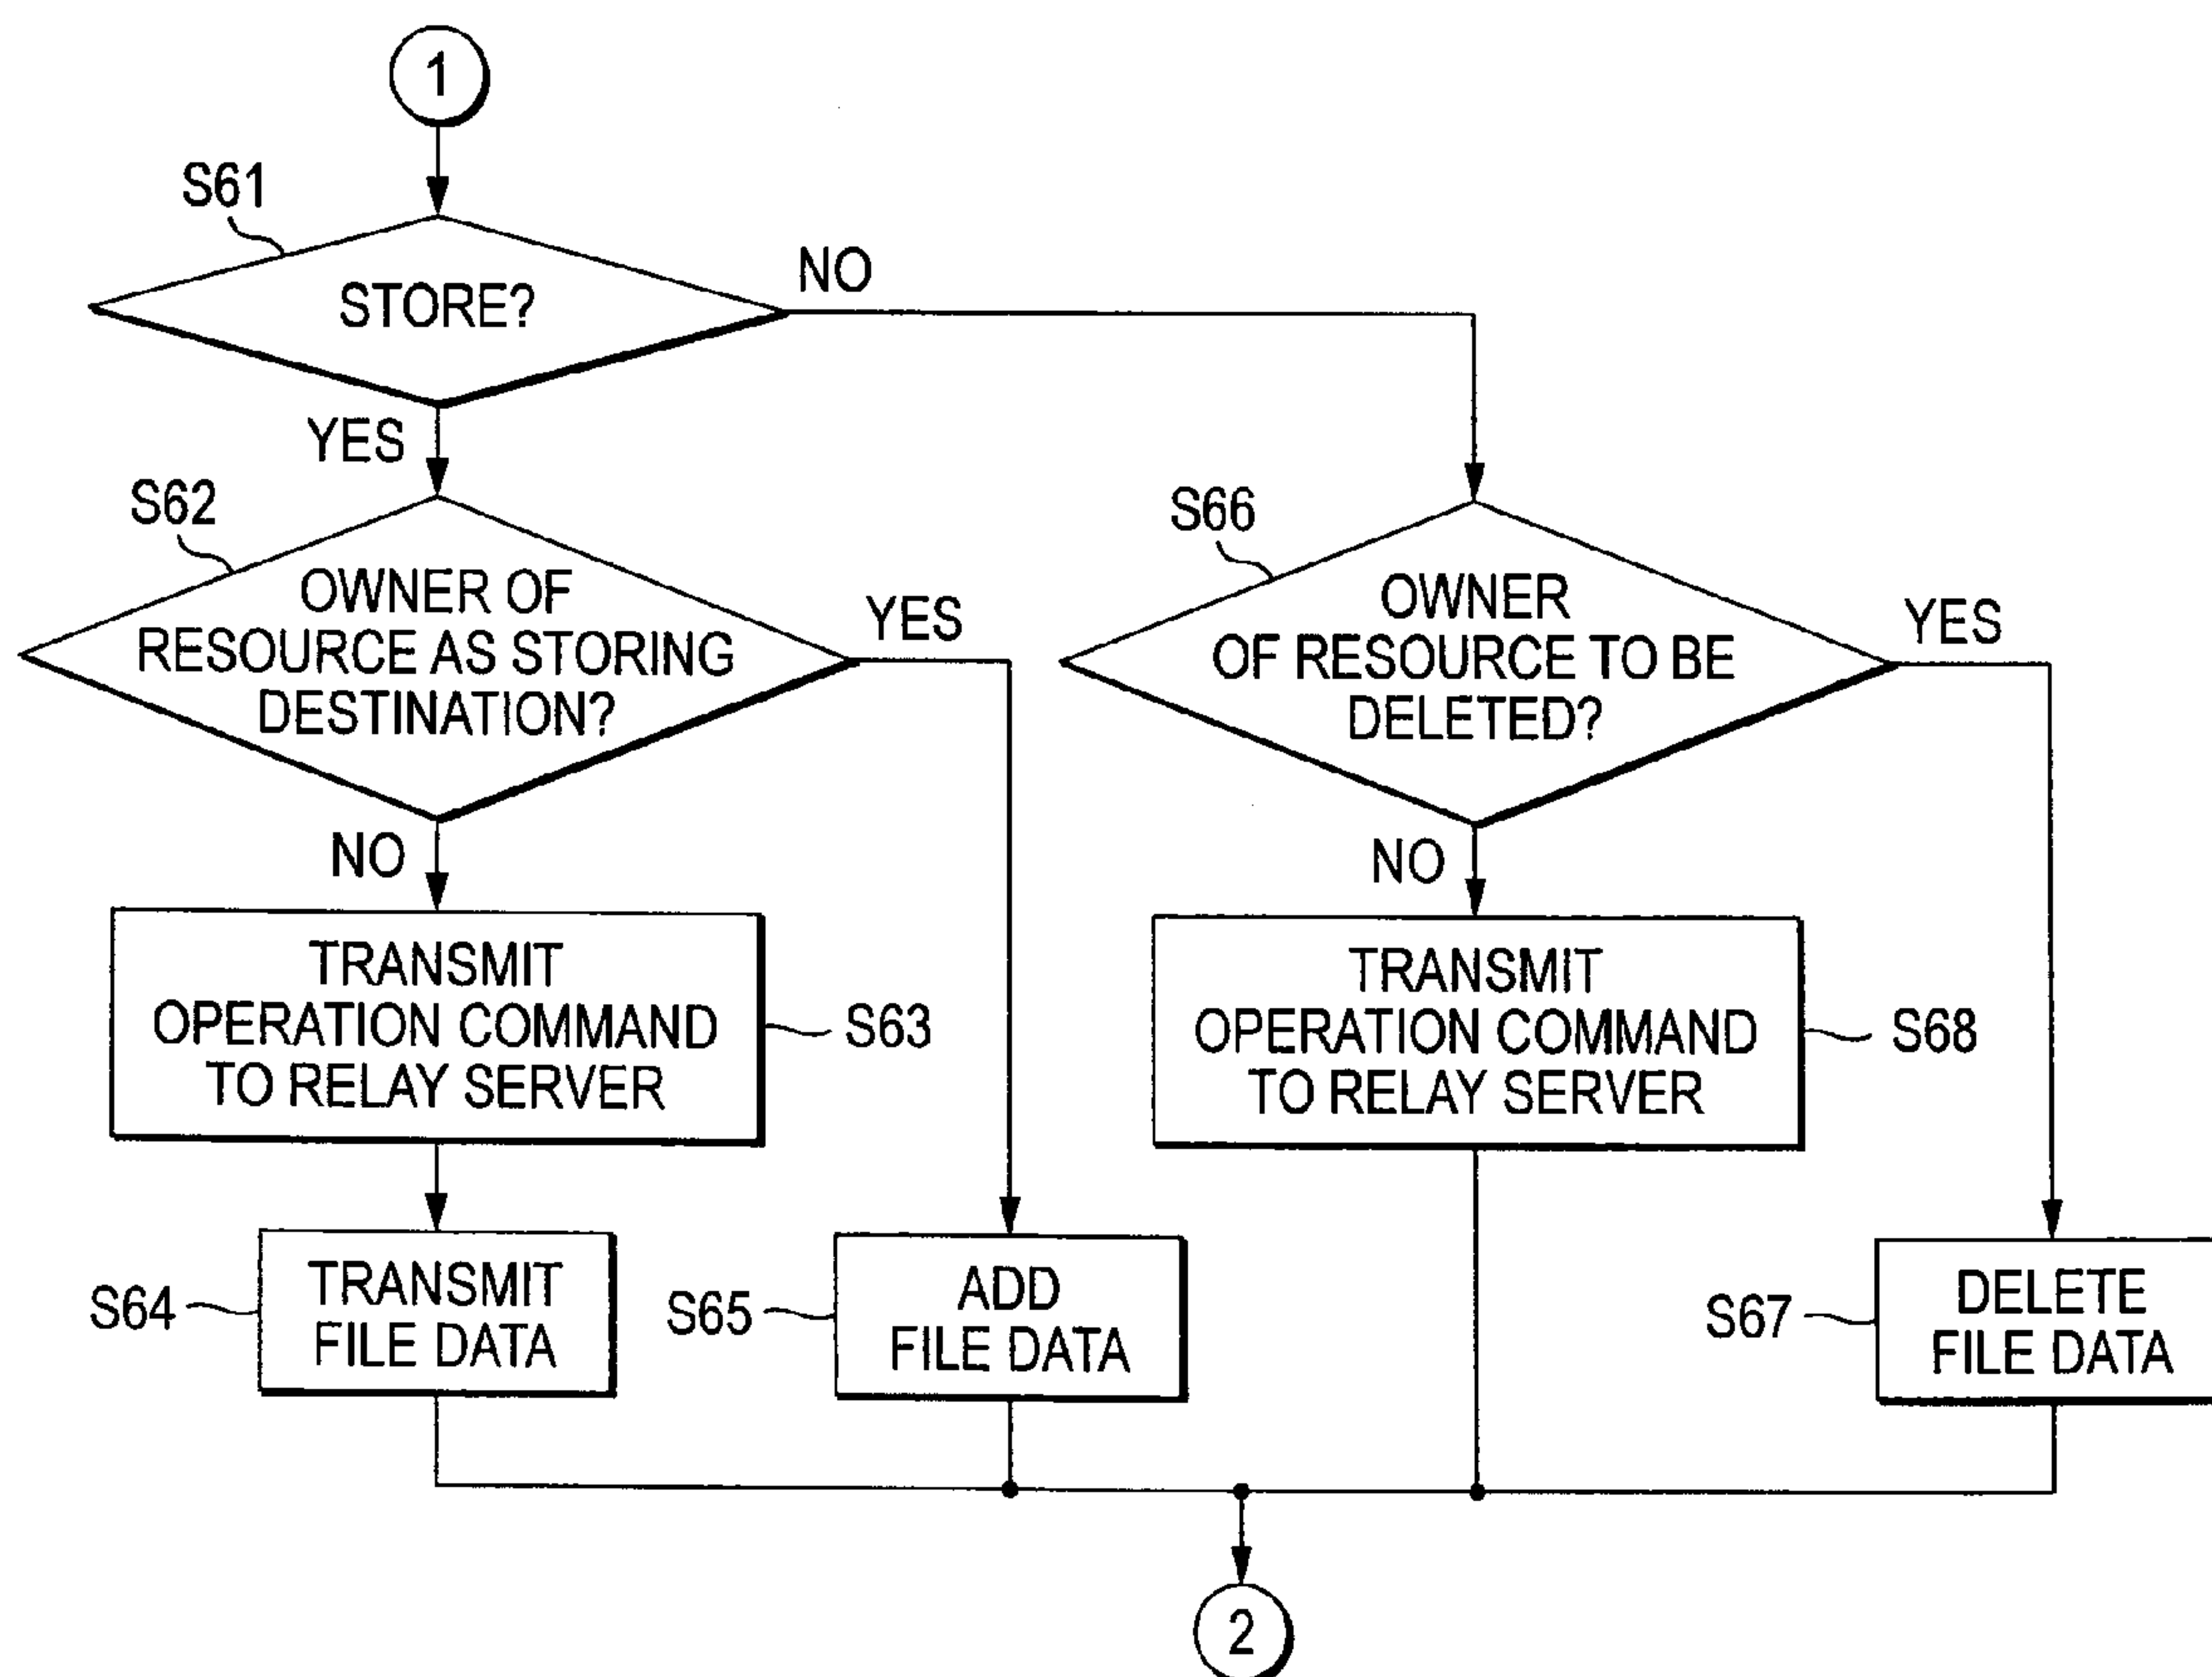 1
S61
STORE?
NO
YES
S62
OWNER OF
RESOURCE AS STORING
DESTINATION?
YES
NO
S66
OWNER
OF RESOURCE TO BE
DELETED?
YES
NO
TRANSMIT
OPERATION COMMAND
TO RELAY SERVER
S63
TRANSMIT
OPERATION COMMAND
TO RELAY SERVER
S68
S64
TRANSMIT
FILE DATA
S65
ADD
FILE DATA
S67
DELETE
FILE DATA
2